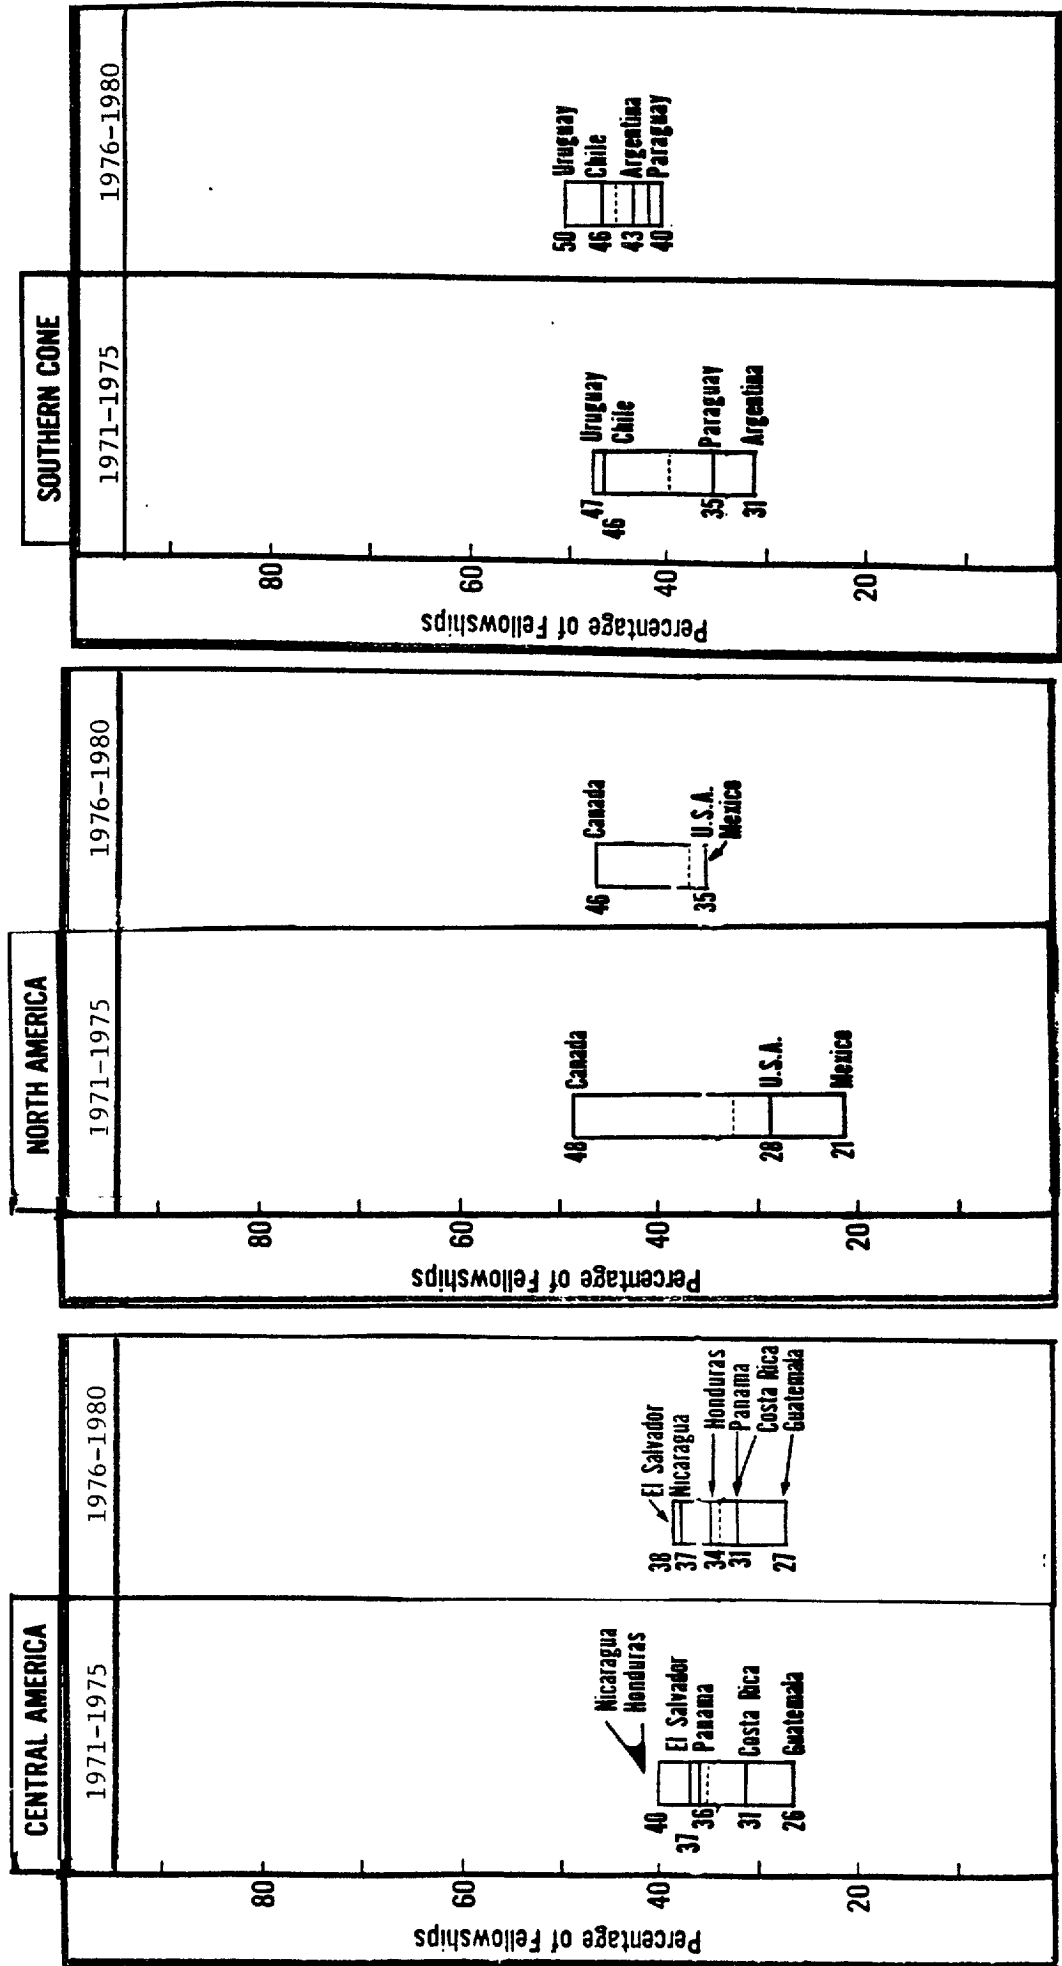 CENTRAL AMERICA
1971-1975
1976-1980
Percentage of Fellowships
80
60
40
20
Nicaragua
Honduras
El Salvador
Panama
Costa Rica
Guatemala
40
37
36
31
26
El Salvador
Nicaragua
Honduras
Panama
Costa Rica
Guatemala
38
37
34
31
27
NORTH AMERICA
1971-1975
1976-1980
Percentage of Fellowships
80
60
40
20
Canada
U.S.A.
Mexico
48
28
21
Canada
U.S.A.
Mexico
46
35
SOUTHERN CONE
1971-1975
1976-1980
Percentage of Fellowships
80
60
40
20
Uruguay
Chile
Paraguay
Argentina
47
46
35
31
Uruguay
Chile
Argentina
Paraguay
50
46
43
40